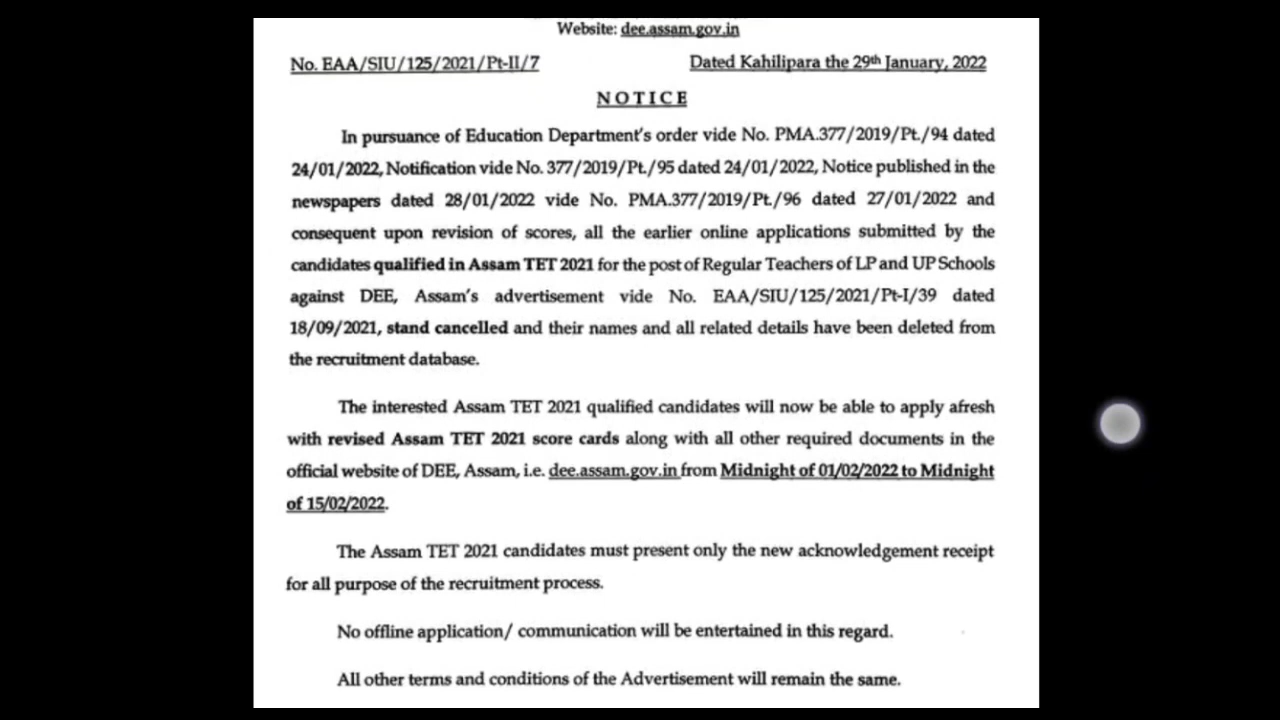 Website: dee.assam.gov.in
No. EAA/SIU/125/2021/Pt-II/7 Dated Kahilipara the 29th January, 2022
NOTICE
In pursuance of Education Department's order vide No. PMA.377/2019/Pt./94 dated
24/01/2022, Notification vide No. 377/2019/Pt./95 dated 24/01/2022, Notice published in the
newspapers dated 28/01/2022 vide No. PMA.377/2019/Pt./96 dated 27/01/2022 and
consequent upon revision of scores, all the earlier online applications submitted by the
candidates qualified in Assam TET 2021 for the post of Regular Teachers of LP and UP Schools
against DEE, Assam's advertisement vide No. EAA/SIU/125/2021/Pt-I/39 dated
18/09/2021, stand cancelled and their names and all related details have been deleted from
the recruitment database.
The interested Assam TET 2021 qualified candidates will now be able to apply afresh
with revised Assam TET 2021 score cards along with all other required documents in the
official website of DEE, Assam, i.e. dee.assam.gov.in from Midnight of 01/02/2022 to Midnight
of 15/02/2022.
The Assam TET 2021 candidates must present only the new acknowledgement receipt
for all purpose of the recruitment process.
No offline application/ communication will be entertained in this regard.
All other terms and conditions of the Advertisement will remain the same.